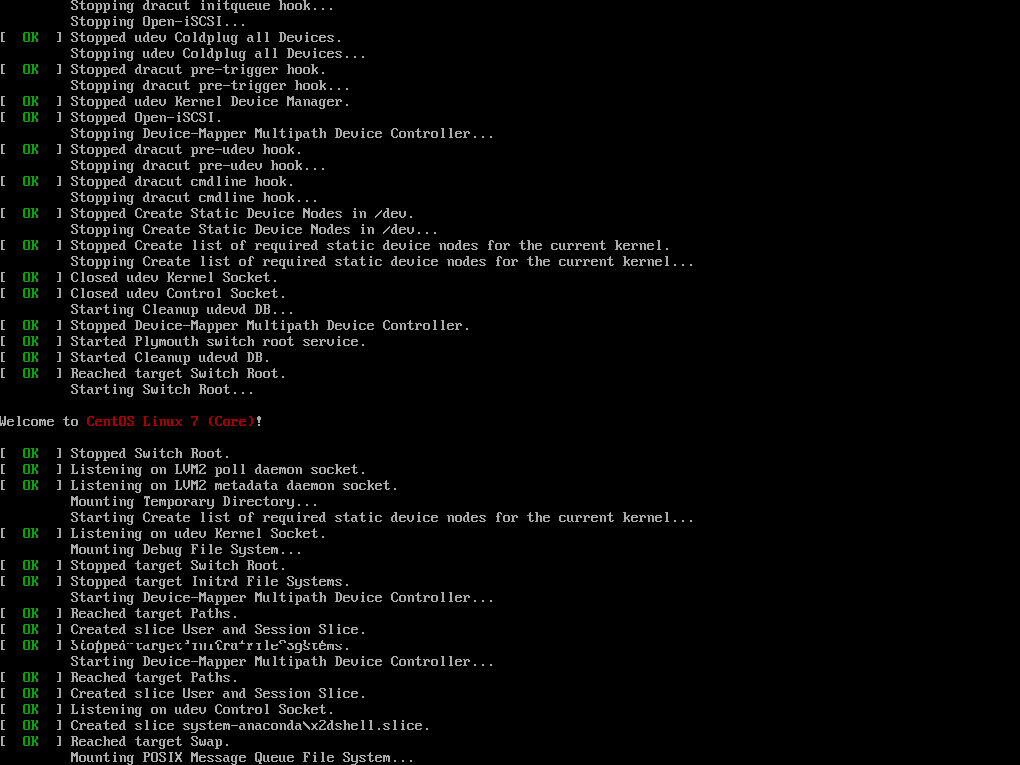 Stopping dracut initqueue hook...
Stopping Open-iSCSI...
[  OK  ] Stopped udev Coldplug all Devices.
Stopping udev Coldplug all Devices...
[  OK  ] Stopped dracut pre-trigger hook.
Stopping dracut pre-trigger hook...
[  OK  ] Stopped udev Kernel Device Manager.
[  OK  ] Stopped Open-iSCSI.
Stopping Device-Mapper Multipath Device Controller...
[  OK  ] Stopped dracut pre-udev hook.
Stopping dracut pre-udev hook...
[  OK  ] Stopped dracut cmdline hook.
Stopping dracut cmdline hook...
[  OK  ] Stopped Create Static Device Nodes in /dev.
Stopping Create Static Device Nodes in /dev...
[  OK  ] Stopped Create list of required static device nodes for the current kernel.
Stopping Create list of required static device nodes for the current kernel...
[  OK  ] Closed udev Kernel Socket.
[  OK  ] Closed udev Control Socket.
Starting Cleanup udevd DB...
[  OK  ] Stopped Device-Mapper Multipath Device Controller.
[  OK  ] Started Plymouth switch root service.
[  OK  ] Started Cleanup udevd DB.
[  OK  ] Reached target Switch Root.
Starting Switch Root...
Welcome to CentOS Linux 7 (Core)!
[  OK  ] Stopped Switch Root.
[  OK  ] Listening on LVM2 poll daemon socket.
[  OK  ] Listening on LVM2 metadata daemon socket.
Mounting Temporary Directory...
Starting Create list of required static device nodes for the current kernel...
[  OK  ] Listening on udev Kernel Socket.
Mounting Debug File System...
[  OK  ] Stopped target Switch Root.
[  OK  ] Stopped target Initrd File Systems.
Starting Device-Mapper Multipath Device Controller...
[  OK  ] Reached target Paths.
[  OK  ] Created slice User and Session Slice.
[  OK  ] Stopped target
Starting Device-Mapper Multipath Device Controller...
[  OK  ] Reached target Paths.
[  OK  ] Created slice User and Session Slice.
[  OK  ] Listening on udev Control Socket.
[  OK  ] Created slice system-anaconda\x2dshell.slice.
[  OK  ] Reached target Swap.
Mounting POSIX Message Queue File System...